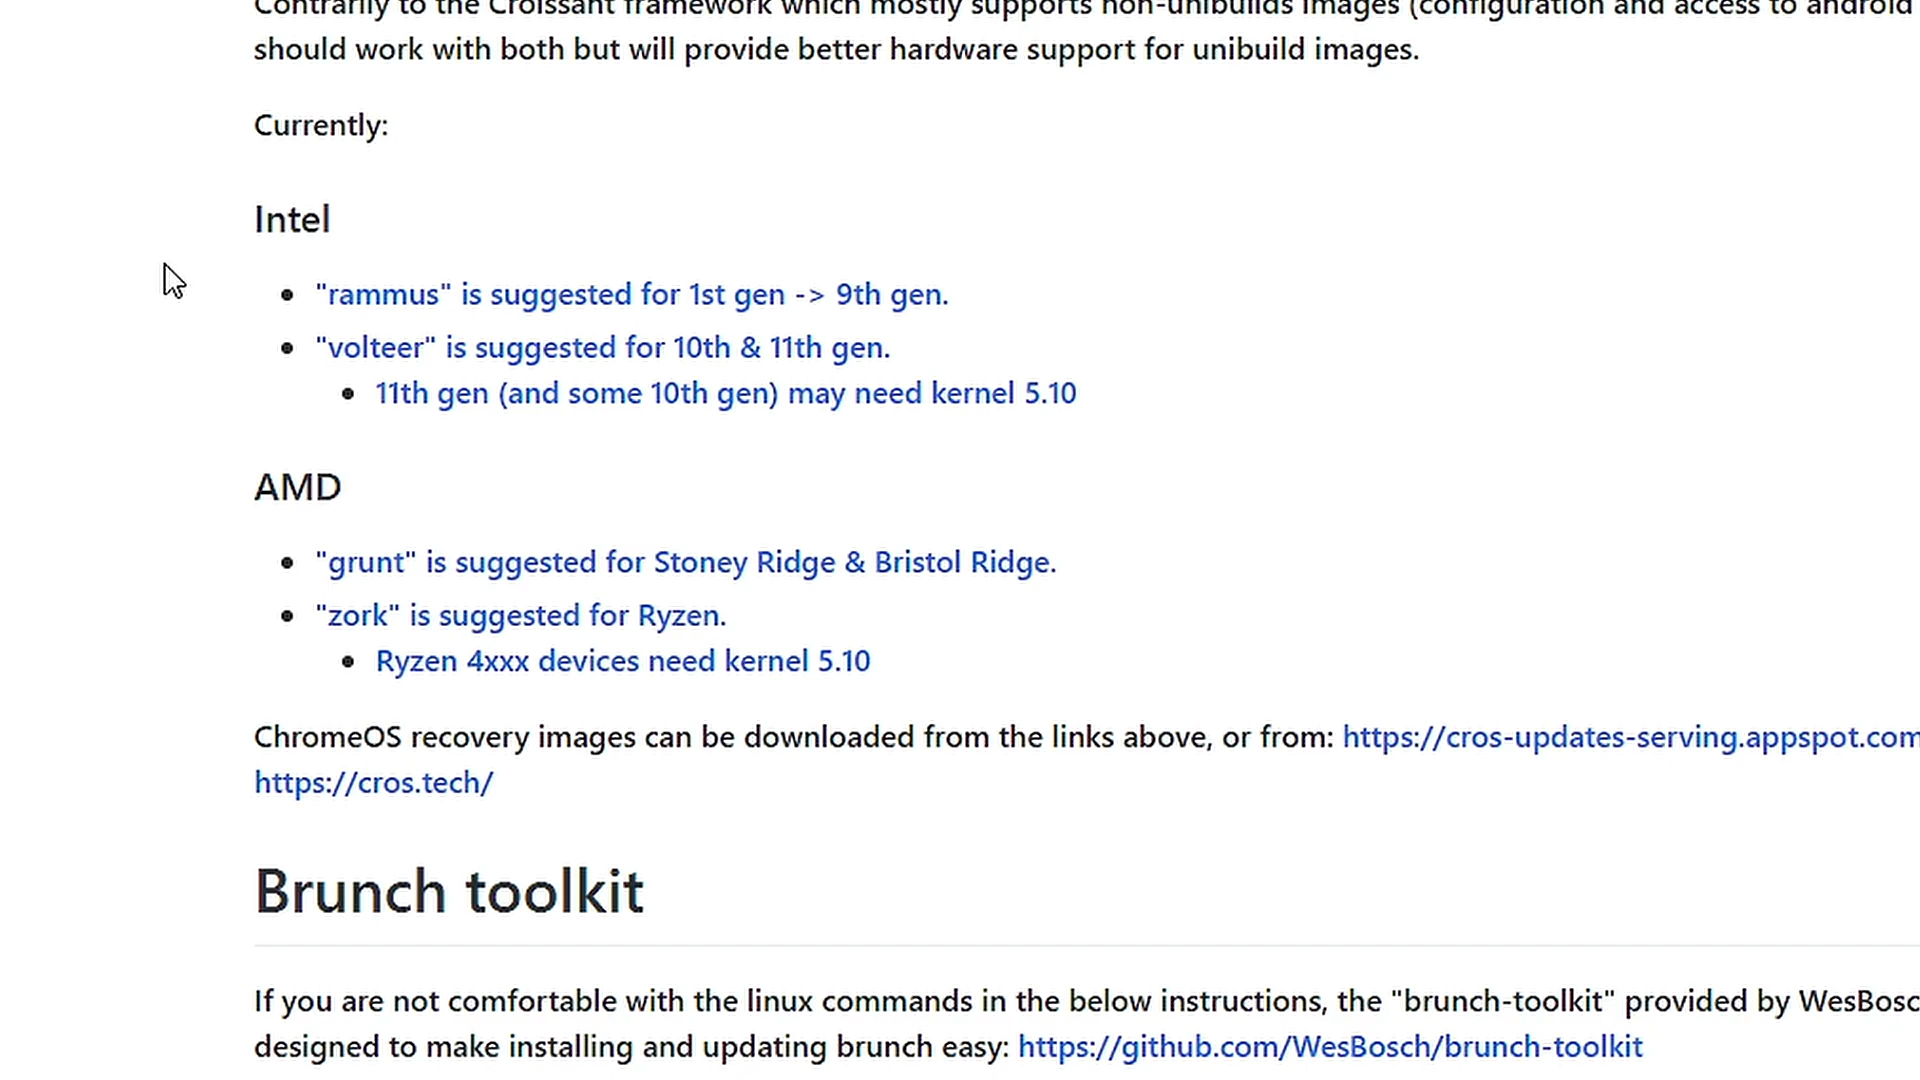 Contrarily to the Croissant framework which mostly supports non-unibuilds images (configuration and access to android
should work with both but will provide better hardware support for unibuild images.
Currently:
Intel
"rammus" is suggested for 1st gen -> 9th gen.
"volteer" is suggested for 10th & 11th gen.
11th gen (and some 10th gen) may need kernel 5.10
AMD
"grunt" is suggested for Stoney Ridge & Bristol Ridge.
"zork" is suggested for Ryzen.
Ryzen 4xxx devices need kernel 5.10
ChromeOS recovery images can be downloaded from the links above, or from: https://cros-updates-serving.appspot.com
https://cros.tech/
Brunch toolkit
If you are not comfortable with the linux commands in the below instructions, the "brunch-toolkit" provided by WesBosc
designed to make installing and updating brunch easy: https://github.com/WesBosch/brunch-toolkit